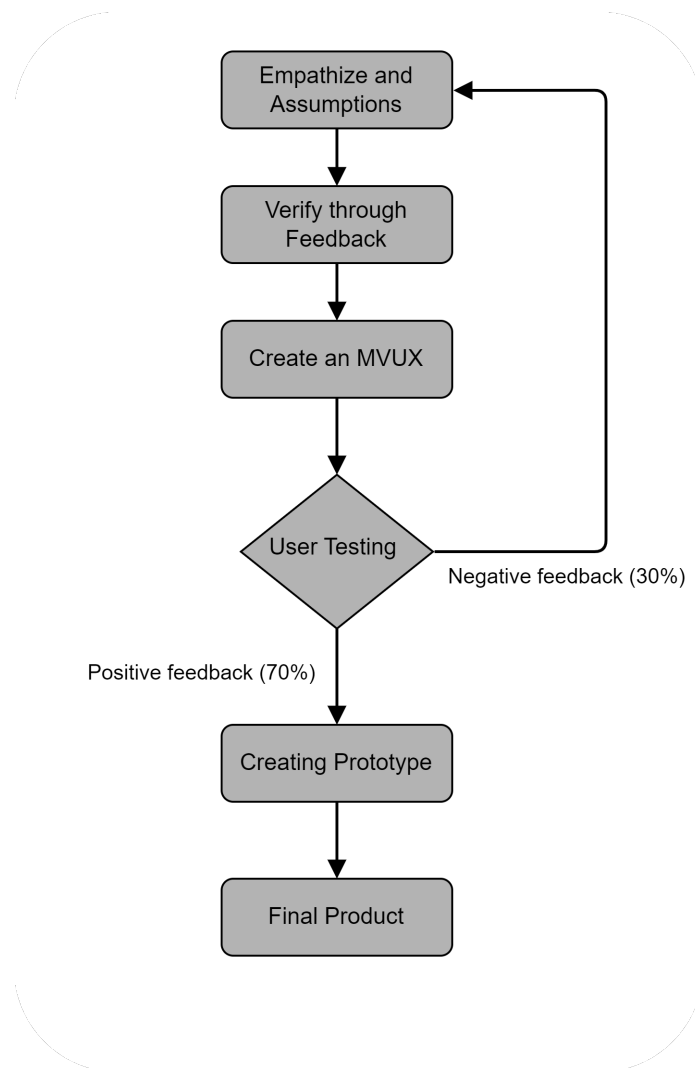 Empathize and
Assumptions
Verify through
Feedback
Create an MVUX
User Testing
Negative feedback (30%)
Positive feedback (70%)
Creating Prototype
Final Product